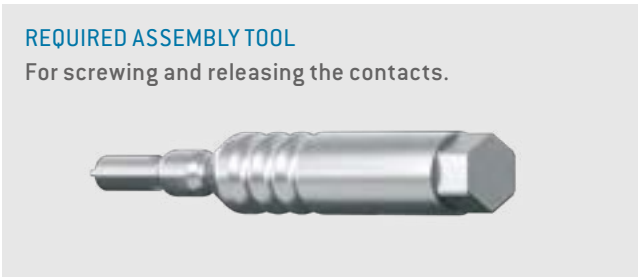 REQUIRED ASSEMBLY TOOL
For screwing and releasing the contacts.